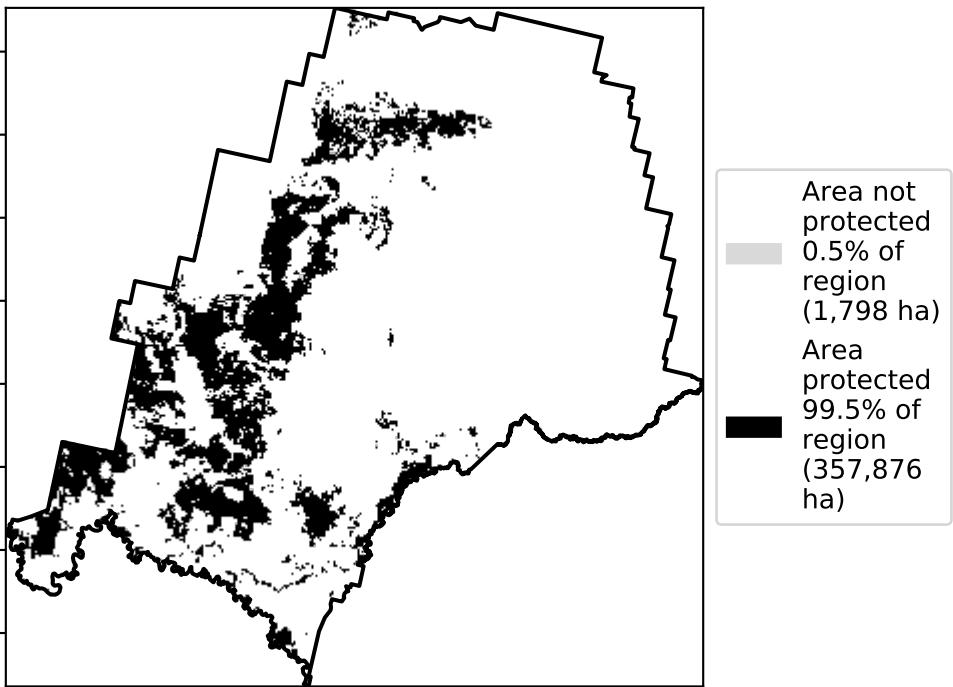 Area not
protected
0.5% of
region
(1,798 ha)
Area
protected
99.5% of
region
(357,876
ha)